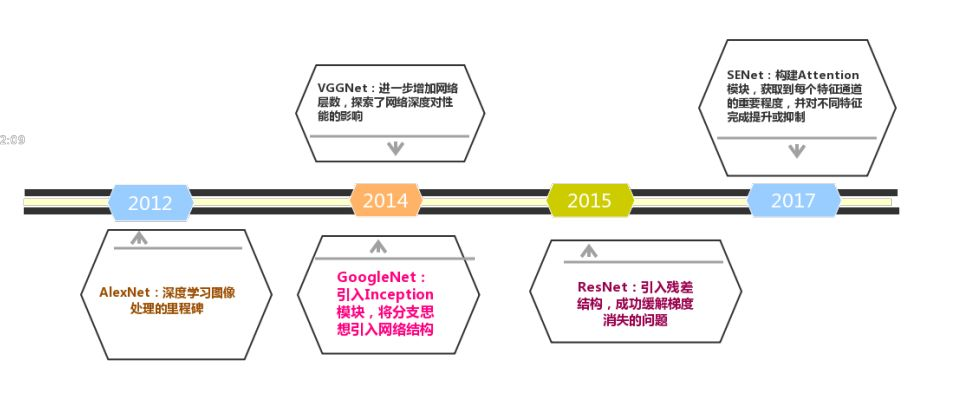 VGGNet：进一步增加网络
层数，探索了网络深度对性
能的影响
SENet：构建Attention
模块，获取到每个特征通道
的重要程度，并对不同特征
完成提升或抑制
2:09
2012
2014
2015
2017
AlexNet：深度学习图像
处理的里程碑
GoogleNet：
引入Inception
模块，将分支思
想引入网络结构
ResNet：引入残差
结构，成功缓解梯度
消失的问题